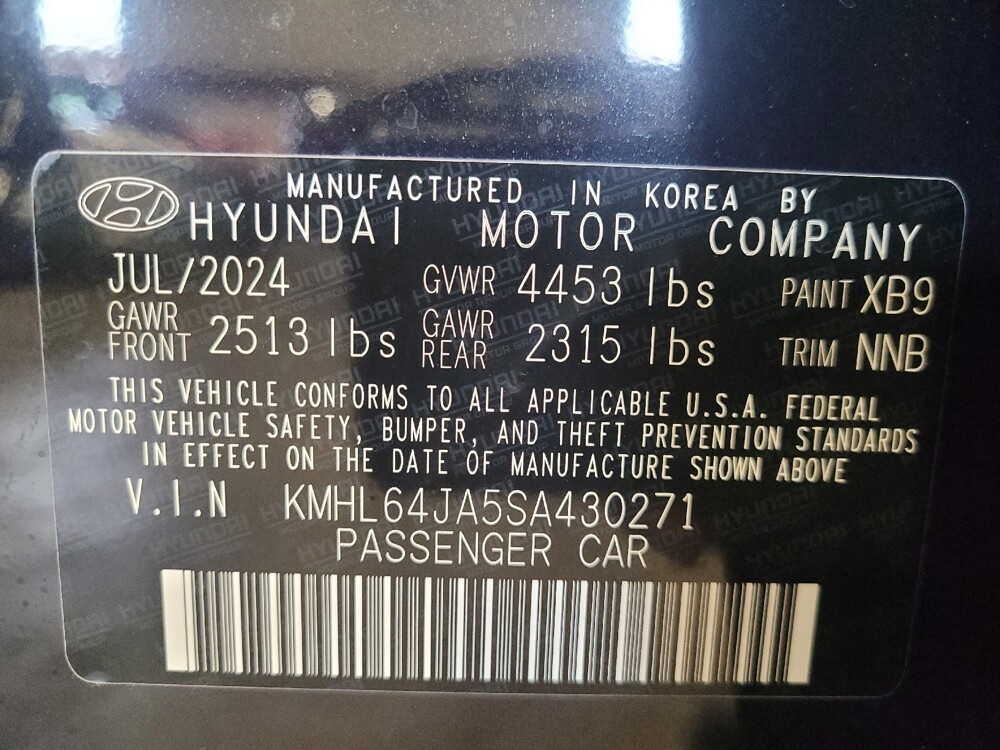 MANUFACTURED IN KOREA BY
HYUNDAI MOTOR COMPANY
JUL/2024 GVWR 4453 lbs PAINT XB9
GAWR FRONT 2513 lbs GAWR REAR 2315 lbs TRIM NNB
THIS VEHICLE CONFORMS TO ALL APPLICABLE U.S.A. FEDERAL
MOTOR VEHICLE SAFETY, BUMPER, AND THEFT PREVENTION STANDARDS
IN EFFECT ON THE DATE OF MANUFACTURE SHOWN ABOVE
V.I.N KMHL64JA5SA430271
PASSENGER CAR